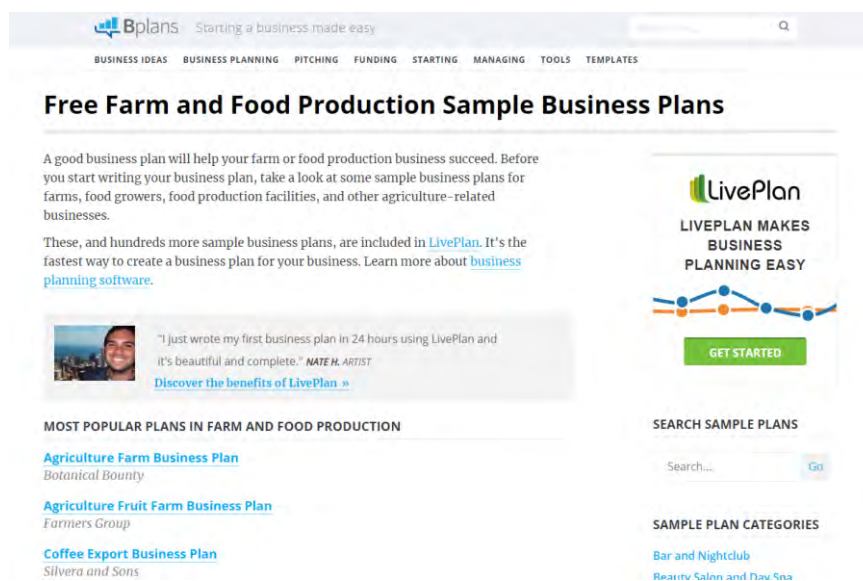 Bplans Starting a business made easy
BUSINESS IDEAS BUSINESS PLANNING PITCHING FUNDING STARTING MANAGING TOOLS TEMPLATES
Free Farm and Food Production Sample Business Plans
A good business plan will help your farm or food production business succeed. Before
you start writing your business plan, take a look at some sample business plans for
farms, food growers, food production facilities, and other agriculture-related
businesses.
These, and hundreds more sample business plans, are included in LivePlan. It's the
fastest way to create a business plan for your business. Learn more about business
planning software.
"I just wrote my first business plan in 24 hours using LivePlan and
it's beautiful and complete." NATE H. ARTIST
Discover the benefits of LivePlan »
MOST POPULAR PLANS IN FARM AND FOOD PRODUCTION
Agriculture Farm Business Plan
Botanical Bounty
Agriculture Fruit Farm Business Plan
Farmers Group
Coffee Export Business Plan
Silvera and Sons
LivePlan
LIVEPLAN MAKES
BUSINESS
PLANNING EASY
GET STARTED
SEARCH SAMPLE PLANS
Search... Go
SAMPLE PLAN CATEGORIES
Bar and Nightclub
Beauty Salon and Day Spa